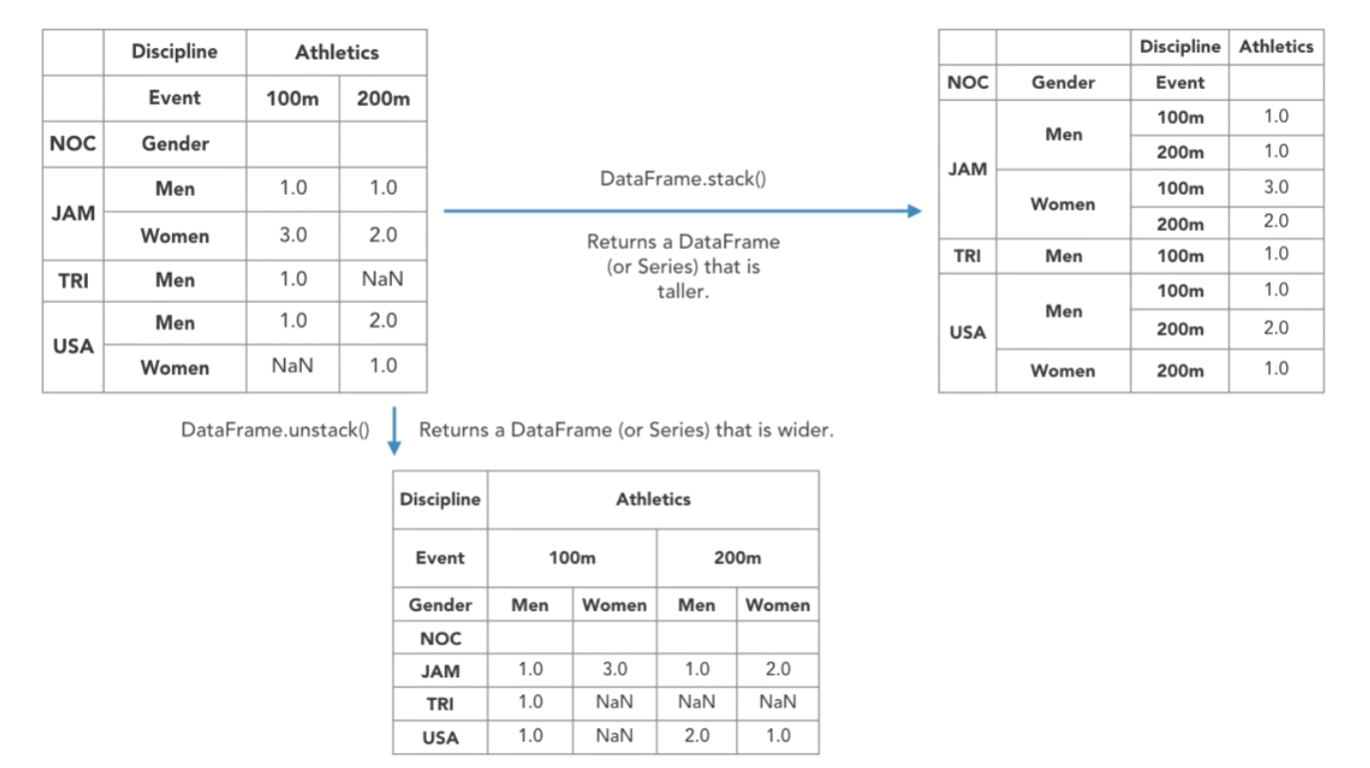 Discipline Athletics
Event 100m 200m
NOC Gender
JAM Men 1.0 1.0
Women 3.0 2.0
TRI Men 1.0 NaN
USA Men 1.0 2.0
Women NaN 1.0
DataFrame.stack()
Returns a DataFrame
(or Series) that is
taller.
Discipline Athletics
NOC Gender Event
JAM Men 100m 1.0
200m 1.0
Women 100m 3.0
200m 2.0
TRI Men 100m 1.0
USA Men 100m 1.0
200m 2.0
Women 200m 1.0
DataFrame.unstack() Returns a DataFrame (or Series) that is wider.
Discipline Athletics
Event 100m 200m
Gender Men Women Men Women
NOC
JAM 1.0 3.0 1.0 2.0
TRI 1.0 NaN NaN NaN
USA 1.0 NaN 2.0 1.0